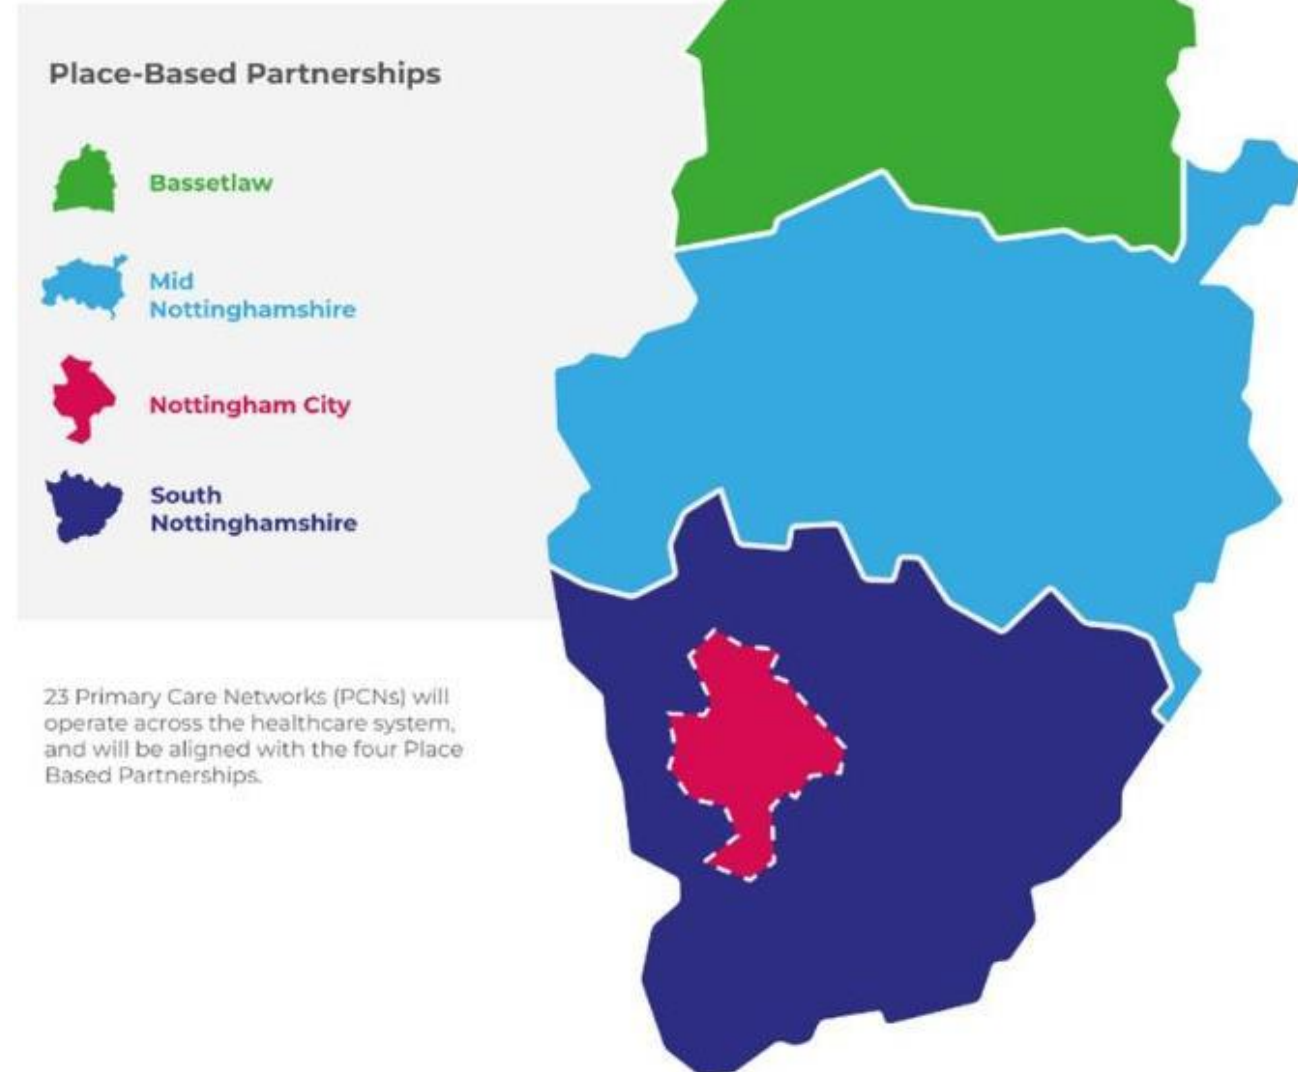 Place-Based Partnerships
Bassetlaw
Mid
Nottinghamshire
Nottingham City
South
Nottinghamshire
23 Primary Care Networks (PCNs) will
operate across the healthcare system,
and will be aligned with the four Place
Based Partnerships.